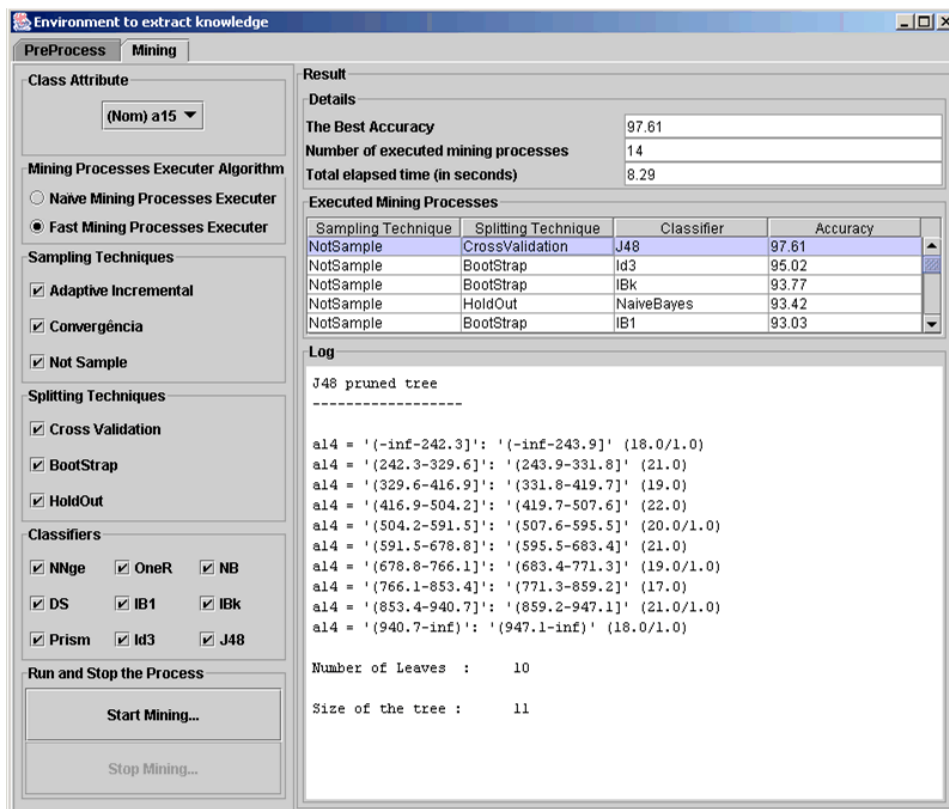 Environment to extract knowledge
PreProcess Mining
Class Attribute
(Nom) a15
Mining Processes Executer Algorithm
Naïve Mining Processes Executer
Fast Mining Processes Executer
Sampling Techniques
Adaptive Incremental
Convergência
Not Sample
Splitting Techniques
Cross Validation
BootStrap
HoldOut
Classifiers
NNge OneR NB
DS IB1 IBk
Prism Id3 J48
Run and Stop the Process
Start Mining...
Stop Mining...
Result
Details
The Best Accuracy 97.61
Number of executed mining processes 14
Total elapsed time (in seconds) 8.29
Executed Mining Processes
Sampling Technique Splitting Technique Classifier Accuracy
NotSample CrossValidation J48 97.61
NotSample BootStrap Id3 95.02
NotSample BootStrap IBk 93.77
NotSample HoldOut NaiveBayes 93.42
NotSample BootStrap IB1 93.03
Log
J48 pruned tree
------------------
a14 = '(-inf-242.3]': '(-inf-243.9]' (18.0/1.0)
a14 = '(242.3-329.6]': '(243.9-331.8]' (21.0)
a14 = '(329.6-416.9]': '(331.8-419.7]' (19.0)
a14 = '(416.9-504.2]': '(419.7-507.6]' (22.0)
a14 = '(504.2-591.5]': '(507.6-595.5]' (20.0/1.0)
a14 = '(591.5-678.8]': '(595.5-683.4]' (21.0)
a14 = '(678.8-766.1]': '(683.4-771.3]' (19.0/1.0)
a14 = '(766.1-853.4]': '(771.3-859.2]' (17.0)
a14 = '(853.4-940.7]': '(859.2-947.1]' (21.0/1.0)
a14 = '(940.7-inf)': '(947.1-inf)' (18.0/1.0)
Number of Leaves : 10
Size of the tree : 11